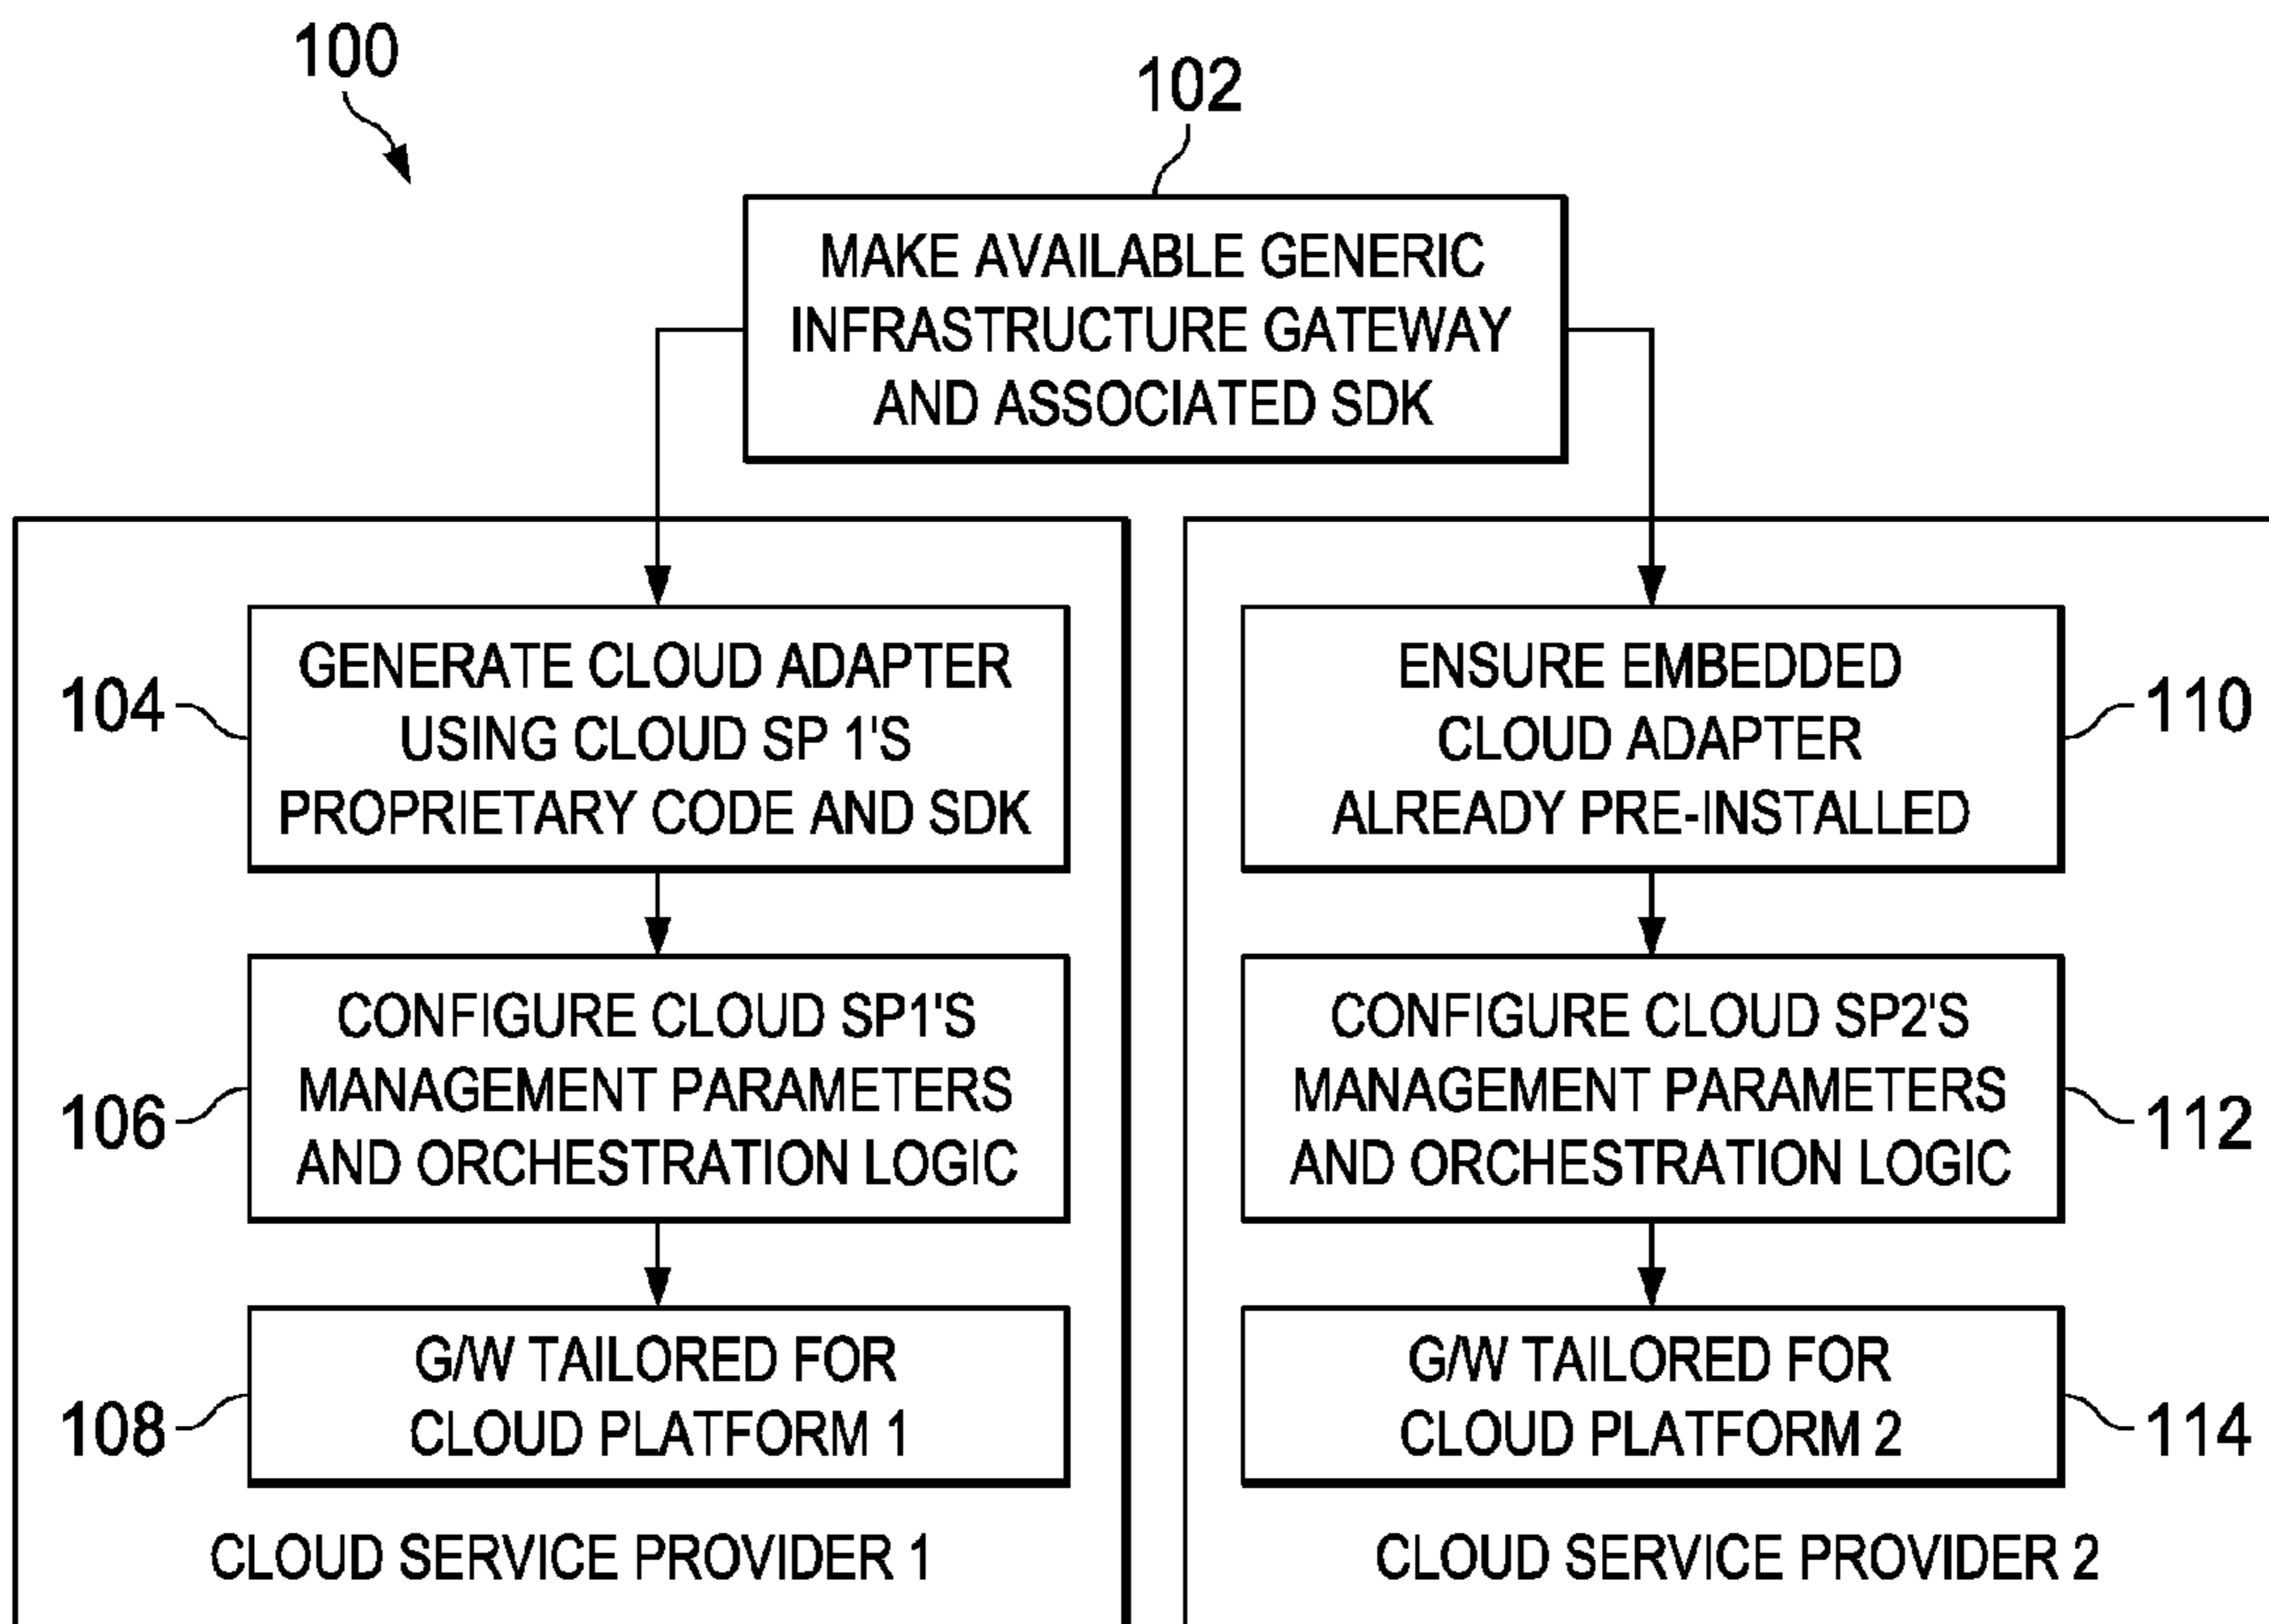 100
102
MAKE AVAILABLE GENERIC
INFRASTRUCTURE GATEWAY
AND ASSOCIATED SDK
104
GENERATE CLOUD ADAPTER
USING CLOUD SP 1'S
PROPRIETARY CODE AND SDK
106
CONFIGURE CLOUD SP1'S
MANAGEMENT PARAMETERS
AND ORCHESTRATION LOGIC
108
G/W TAILORED FOR
CLOUD PLATFORM 1
CLOUD SERVICE PROVIDER 1
ENSURE EMBEDDED
CLOUD ADAPTER
ALREADY PRE-INSTALLED
110
CONFIGURE CLOUD SP2'S
MANAGEMENT PARAMETERS
AND ORCHESTRATION LOGIC
112
G/W TAILORED FOR
CLOUD PLATFORM 2
114
CLOUD SERVICE PROVIDER 2